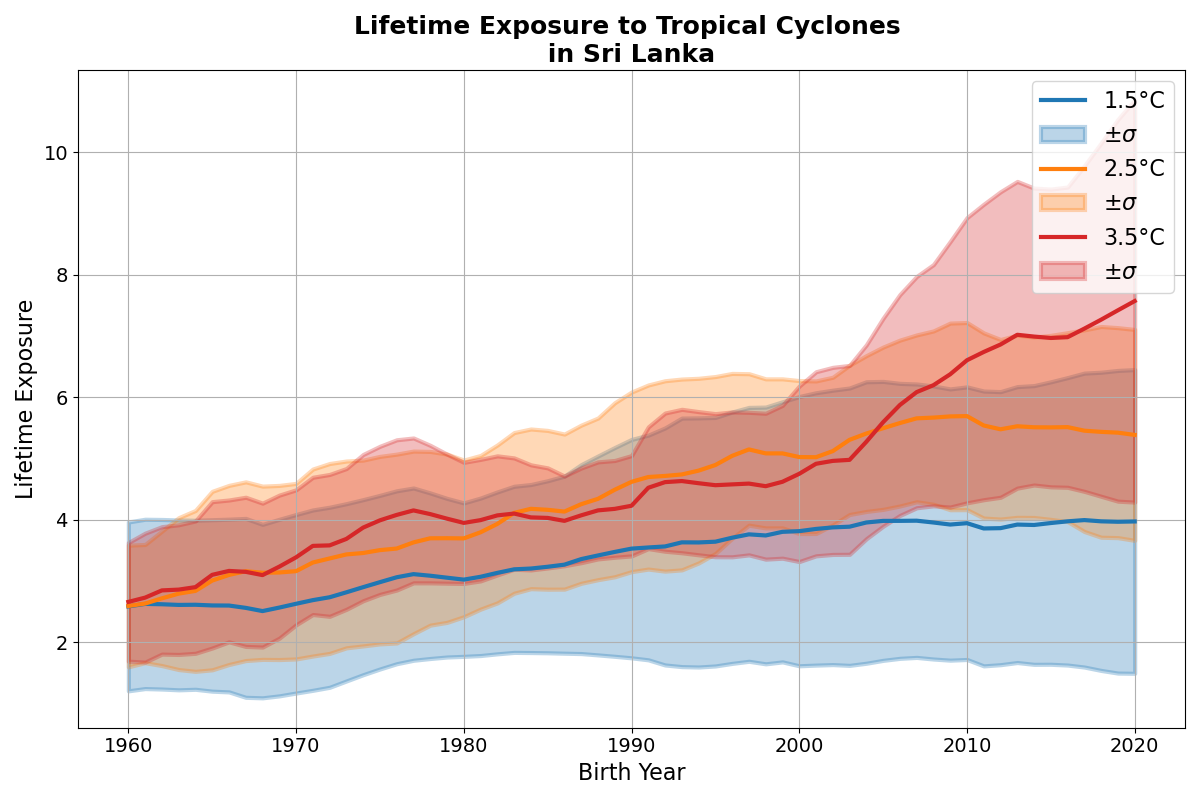 Lifetime Exposure to Tropical Cyclones
in Sri Lanka
1.5°C
±σ
2.5°C
±σ
3.5°C
±σ
10
8
6
4
2
Lifetime Exposure
1960 1970 1980 1990 2000 2010 2020
Birth Year